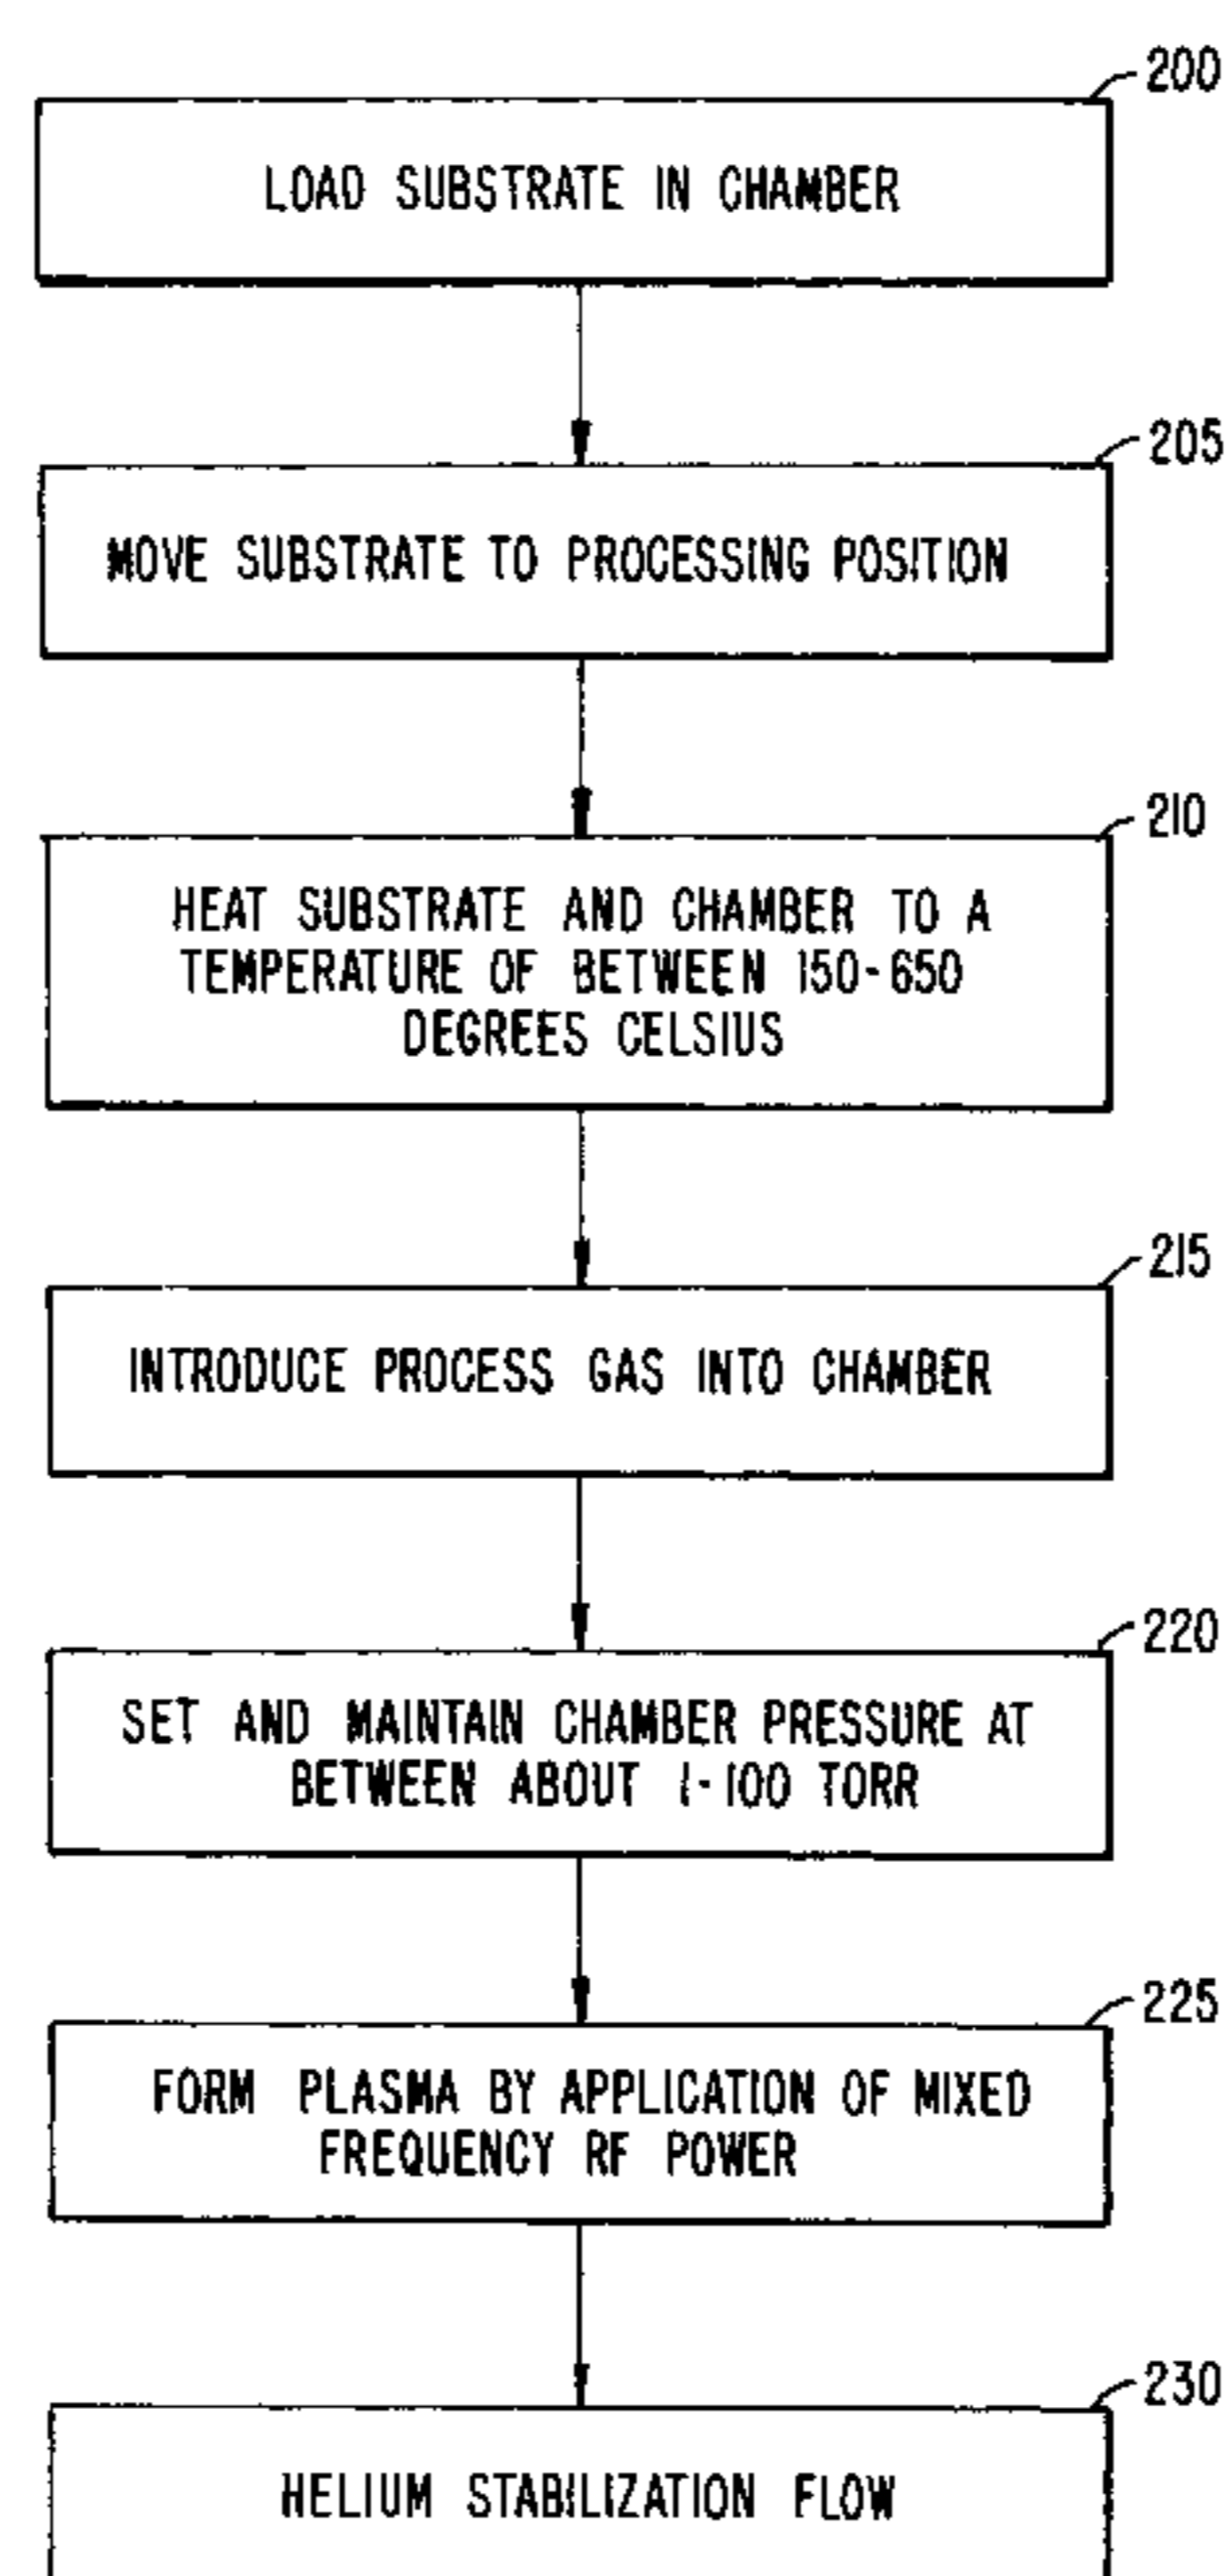 200
LOAD SUBSTRATE IN CHAMBER
205
MOVE SUBSTRATE TO PROCESSING POSITION
210
HEAT SUBSTRATE AND CHAMBER TO A
TEMPERATURE OF BETWEEN 150-650
DEGREES CELSIUS
215
INTRODUCE PROCESS GAS INTO CHAMBER
220
SET AND MAINTAIN CHAMBER PRESSURE AT
BETWEEN ABOUT 1-100 TORR
225
FORM PLASMA BY APPLICATION OF MIXED
FREQUENCY RF POWER
230
HELIUM STABILIZATION FLOW